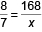 8/7 = 168/x